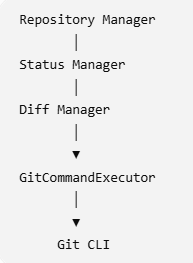 Repository Manager
Status Manager
Diff Manager
GitCommandExecutor
Git CLI